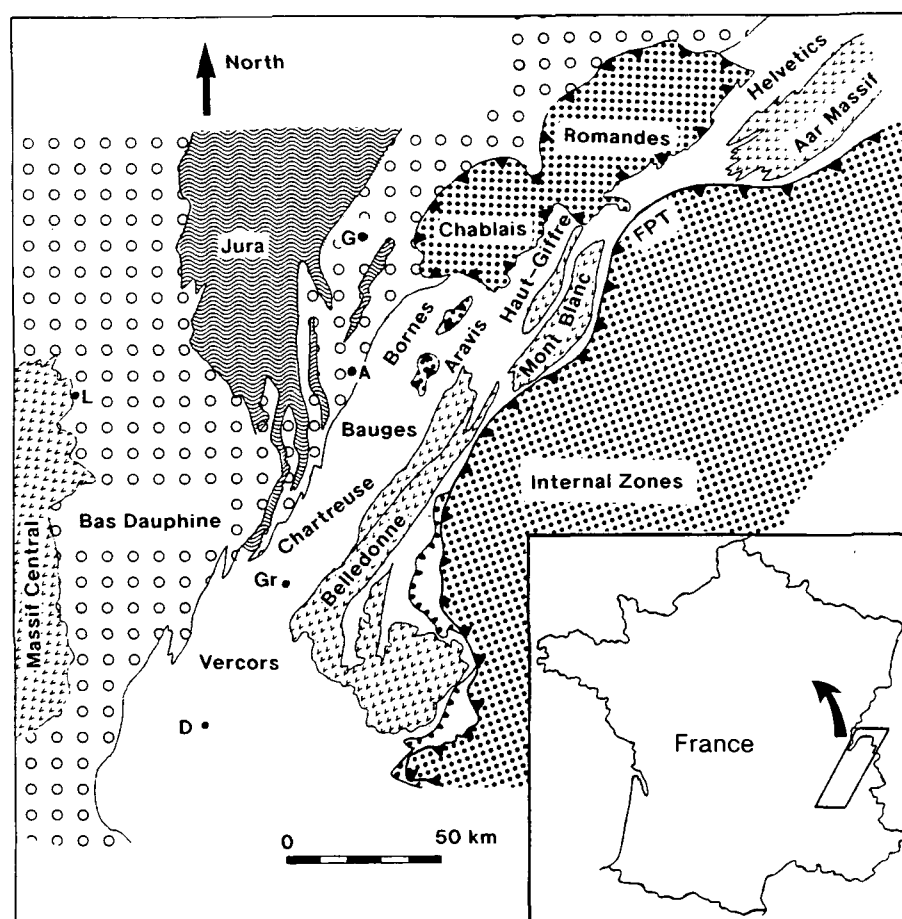 North
Helvetics
Aar Massif
Romandes
Jura
G
Chablais
Haut-Giffre
FPT
Mont Blanc
Bornes
Aravis
A
L
Bauges
Internal Zones
Bas Dauphine
Chartreuse
Belledonne
Gr
Massif Central
Vercors
D
France
0 50 km